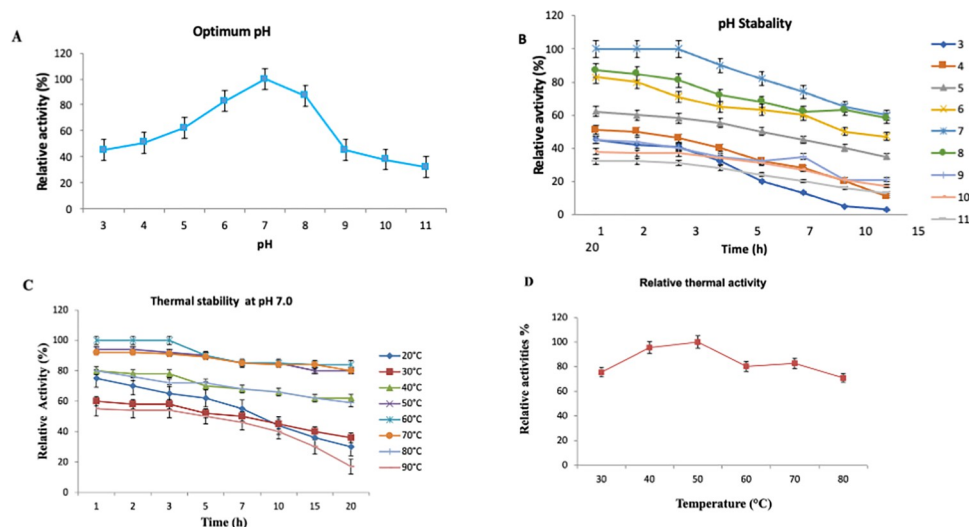 A
Optimum pH
Relative activity (%)
120
100
80
60
40
20
0
3 4 5 6 7 8 9 10 11
pH
B
pH Stabality
Relative avtivity (%)
120
100
80
60
40
20
0
1 2 3 5 7 10 15
20
Time (h)
3
4
5
6
7
8
9
10
11
C
Thermal stability at pH 7.0
Relative Activity (%)
120
100
80
60
40
20
0
1 2 3 5 7 10 15 20
Time (h)
20°C
30°C
40°C
50°C
60°C
70°C
80°C
90°C
D
Relative thermal activity
Relative activities %
120
100
80
60
40
20
0
30 40 50 60 70 80
Temperature (°C)